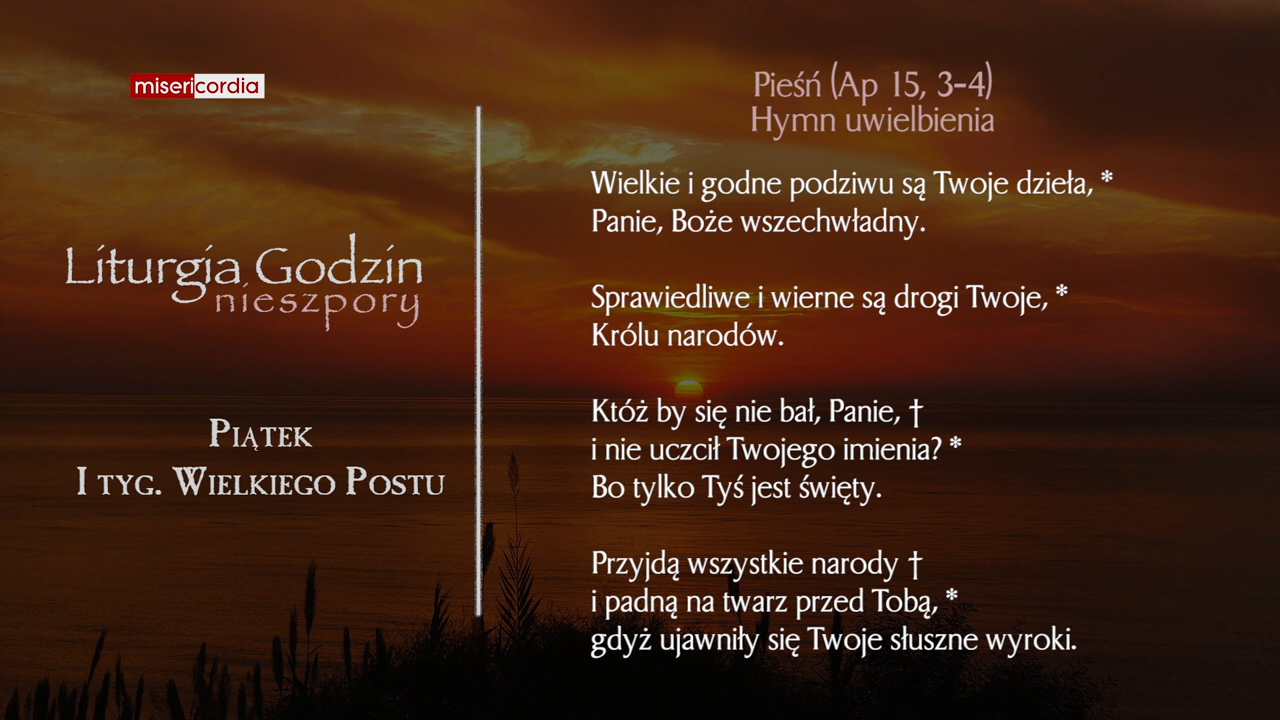 misericordia
Liturgia Godzin
nieszpory
Piątek
I tyg. Wielkiego Postu
Pieśń (Ap 15, 3-4)
Hymn uwielbienia
Wielkie i godne podziwu są Twoje dzieła, *
Panie, Boże wszechwładny.
Sprawiedliwe i wierne są drogi Twoje, *
Królu narodów.
Któż by się nie bał, Panie, †
i nie uczcił Twojego imienia? *
Bo tylko Tyś jest święty.
Przyjdą wszystkie narody †
i padną na twarz przed Tobą, *
gdyż ujawniły się Twoje słuszne wyroki.